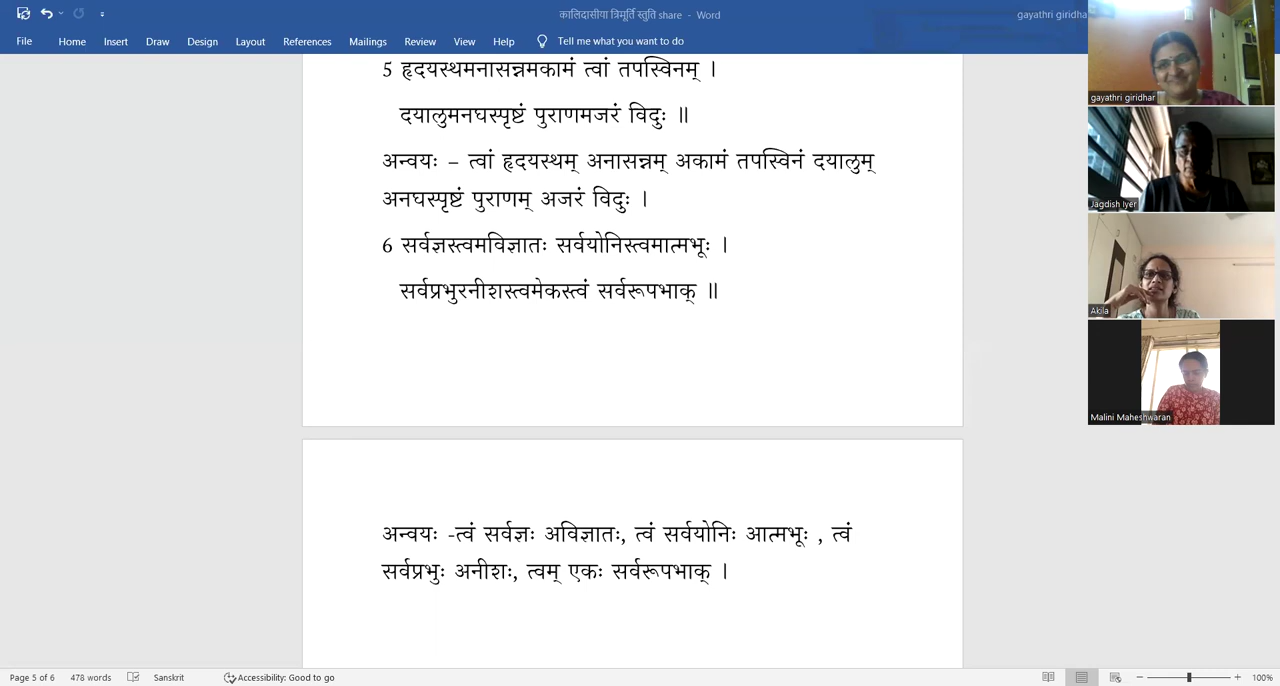 कालिदासीया त्रिमूर्ति स्तुति share - Word
gayathri giridha
File Home Insert Draw Design Layout References Mailings Review View Help Tell me what you want to do
5 हृदयस्थमनासन्नमकामं त्वां तपस्विनम् ।
दयालुमनघस्पृष्टं पुराणमजरं विदुः ॥
अन्वयः – त्वां हृदयस्थम् अनासन्नम् अकामं तपस्विनं दयालुम्
अनघस्पृष्टं पुराणम् अजरं विदुः ।
6 सर्वज्ञस्त्वमविज्ञातः सर्वयोनिस्त्वमात्मभूः ।
सर्वप्रभुरनीशस्त्वमेकस्त्वं सर्वरूपभाक् ॥
अन्वयः -त्वं सर्वज्ञः अविज्ञातः, त्वं सर्वयोनिः आत्मभूः , त्वं
सर्वप्रभुः अनीशः, त्वम् एकः सर्वरूपभाक् ।
gayathri giridhar
Jagdish Iyer
Akila
Malini Maheshwaran
Page 5 of 6 478 words Sanskrit Accessibility: Good to go 100%